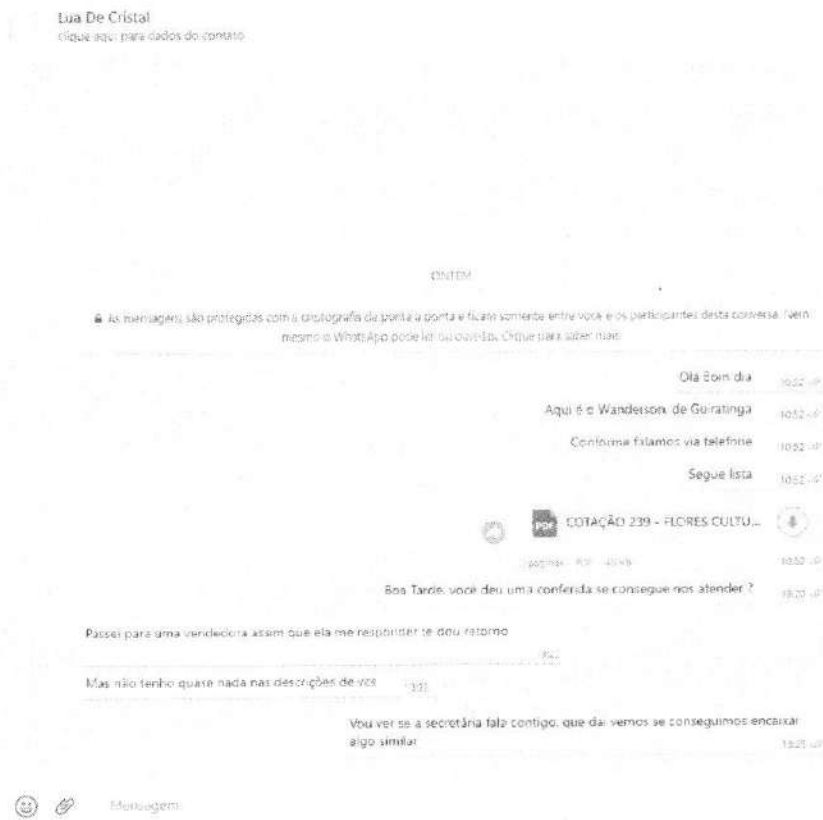 Lua De Cristal
clique aqui para dados do contato
ONTEM
As mensagens são protegidas com a criptografia de ponta a ponta e ficam somente entre você e os participantes desta conversa. Nem
mesmo o WhatsApp pode ler ou ouvi-las. Clique para saber mais.
Olá Bom dia 10:52
Aqui é o Wanderson, de Guiratinga 10:52
Conforme falamos via telefone 10:52
Segue lista 10:52
PDF COTAÇÃO 239 - FLORES CULTU...
PDF 10:52
Boa Tarde, você deu uma conferida se consegue nos atender ?
Passei para uma vendedora assim que ela me responder te dou retorno
Mas não tenho quase nada nas descrições de vcs
Vou ver se a secretária fala contigo, que daí vemos se conseguimos encaixar
algo similar
Mensagem